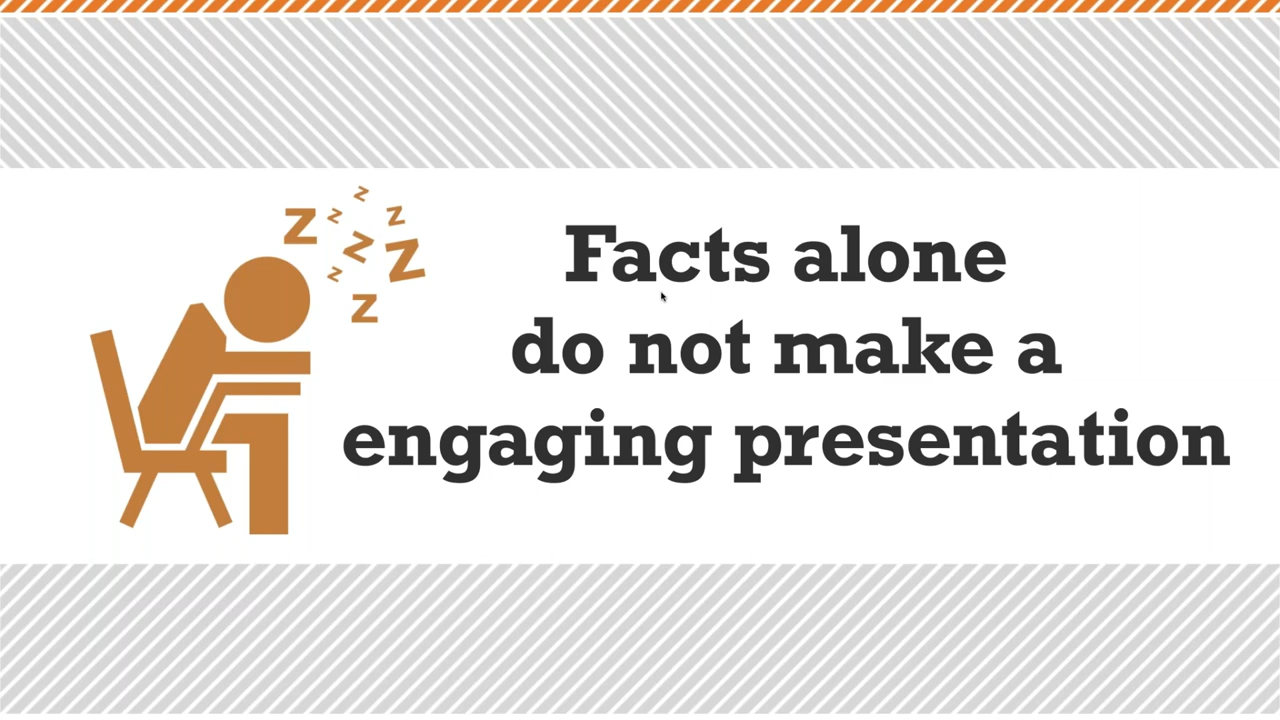 z
Z z z
z Z
z
Z
Facts alone
do not make a
engaging presentation